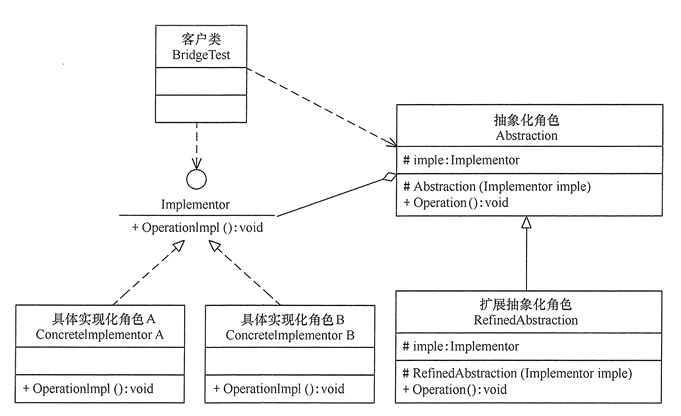 客户类
BridgeTest
抽象化角色
Abstraction
# imple:Implementor
# Abstraction (Implementor imple)
+ Operation():void
Implementor
+ OperationImpl ():void
具体实现化角色A
ConcreteImplementor A
+ OperationImpl ():void
具体实现化角色B
ConcreteImplementor B
+ OperationImpl ():void
扩展抽象化角色
RefinedAbstraction
# imple:Implementor
# RefinedAbstraction (Implementor imple)
+ Operation():void